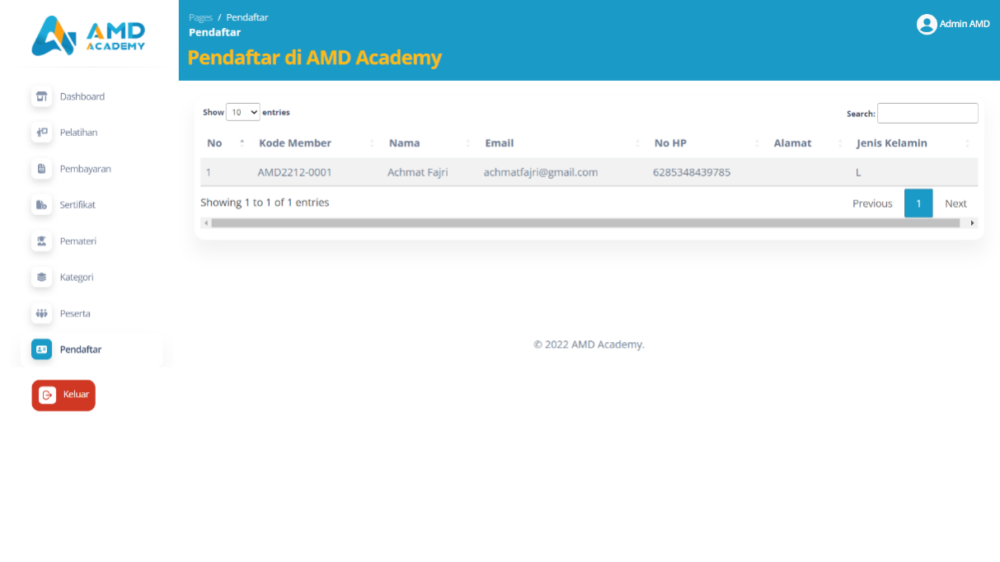 AMD
ACADEMY
Pages / Pendaftar
Pendaftar
Pendaftar di AMD Academy
Admin AMD
Dashboard
Pelatihan
Pembayaran
Sertifikat
Pemateri
Kategori
Peserta
Pendaftar
Keluar
Show 10 entries
Search:
No Kode Member Nama Email No HP Alamat Jenis Kelamin
1 AMD2212-0001 Achmat Fajri achmatfajri@gmail.com 6285348439785 L
Showing 1 to 1 of 1 entries
Previous 1 Next
© 2022 AMD Academy.